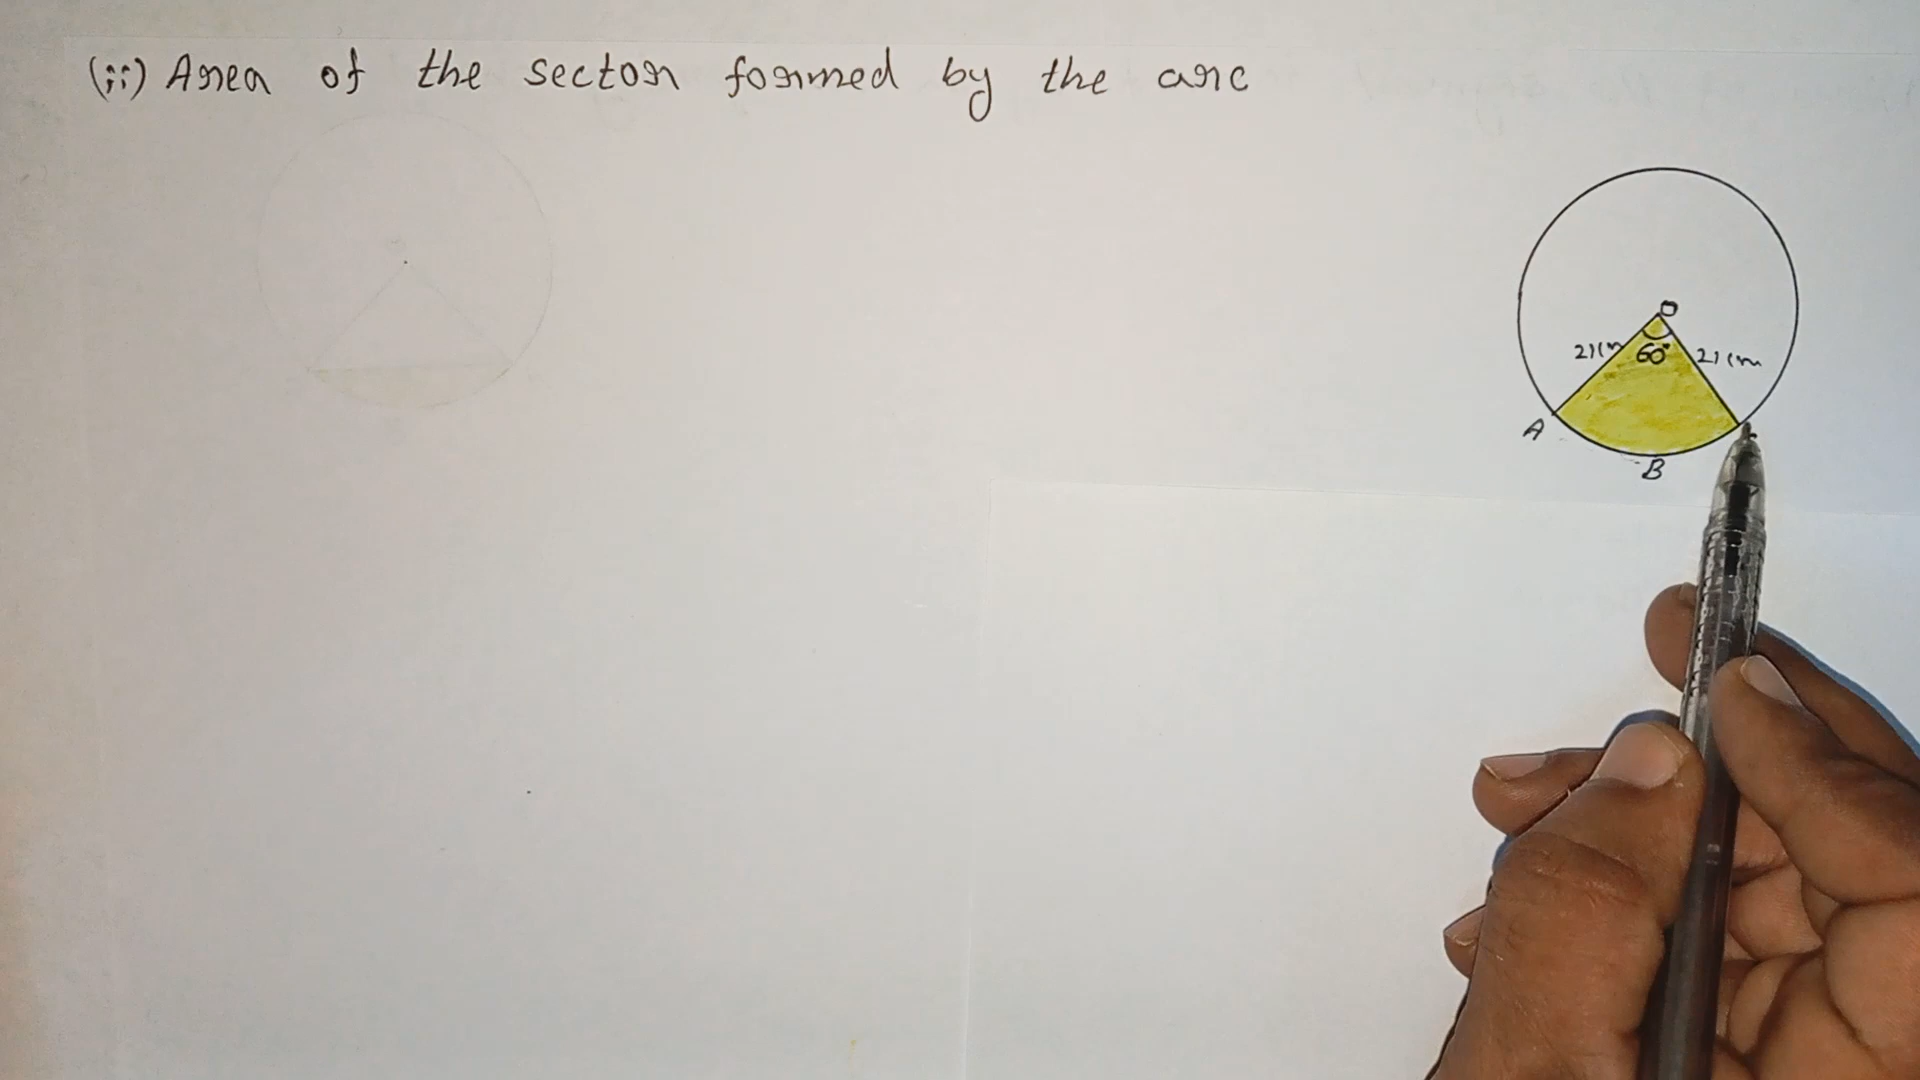 (ii) Area of the sector formed by the arc
O
21cm 60° 21cm
A
B